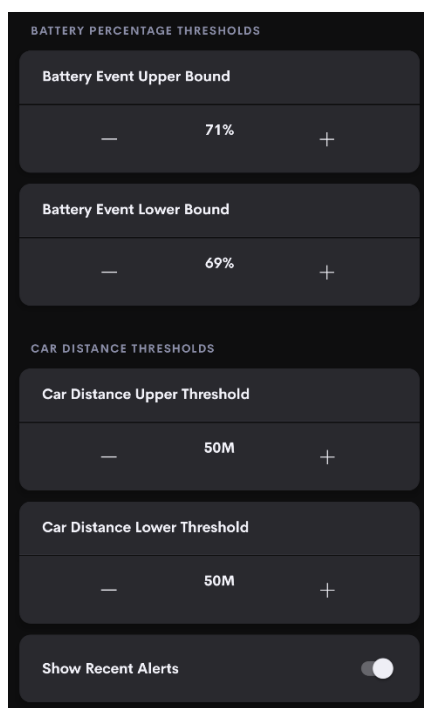 BATTERY PERCENTAGE THRESHOLDS
Battery Event Upper Bound
— 71% +
Battery Event Lower Bound
— 69% +
CAR DISTANCE THRESHOLDS
Car Distance Upper Threshold
— 50M +
Car Distance Lower Threshold
— 50M +
Show Recent Alerts